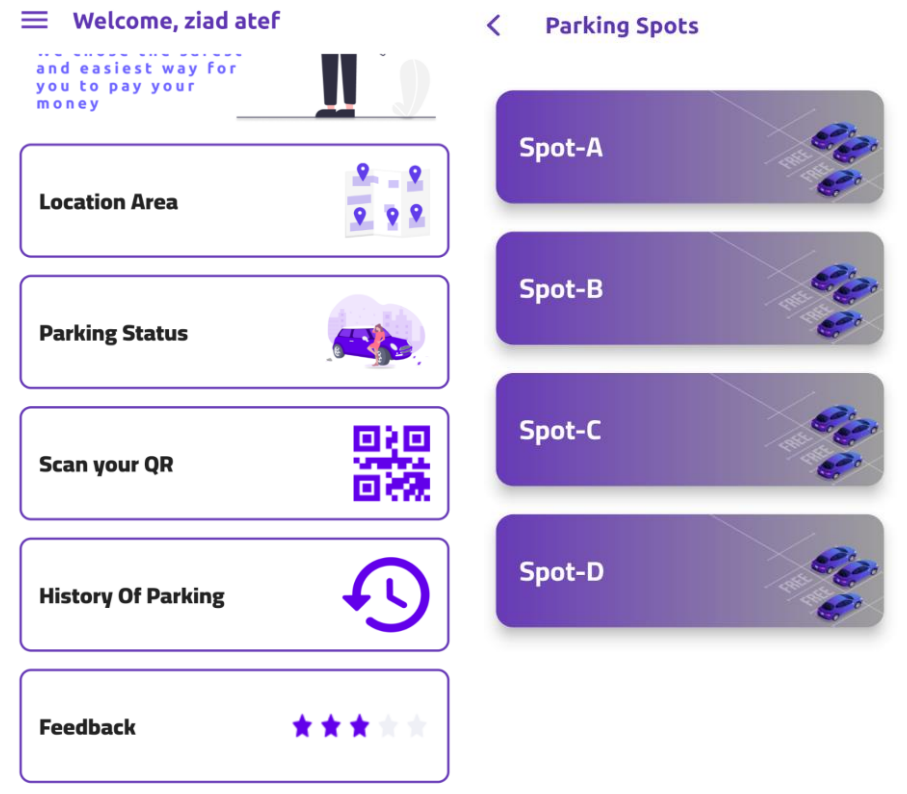 Welcome, ziad atef
and easiest way for
you to pay your
money
Location Area
Parking Status
Scan your QR
History Of Parking
Feedback
Parking Spots
Spot-A
FREE
FREE
Spot-B
FREE
FREE
Spot-C
FREE
FREE
Spot-D
FREE
FREE